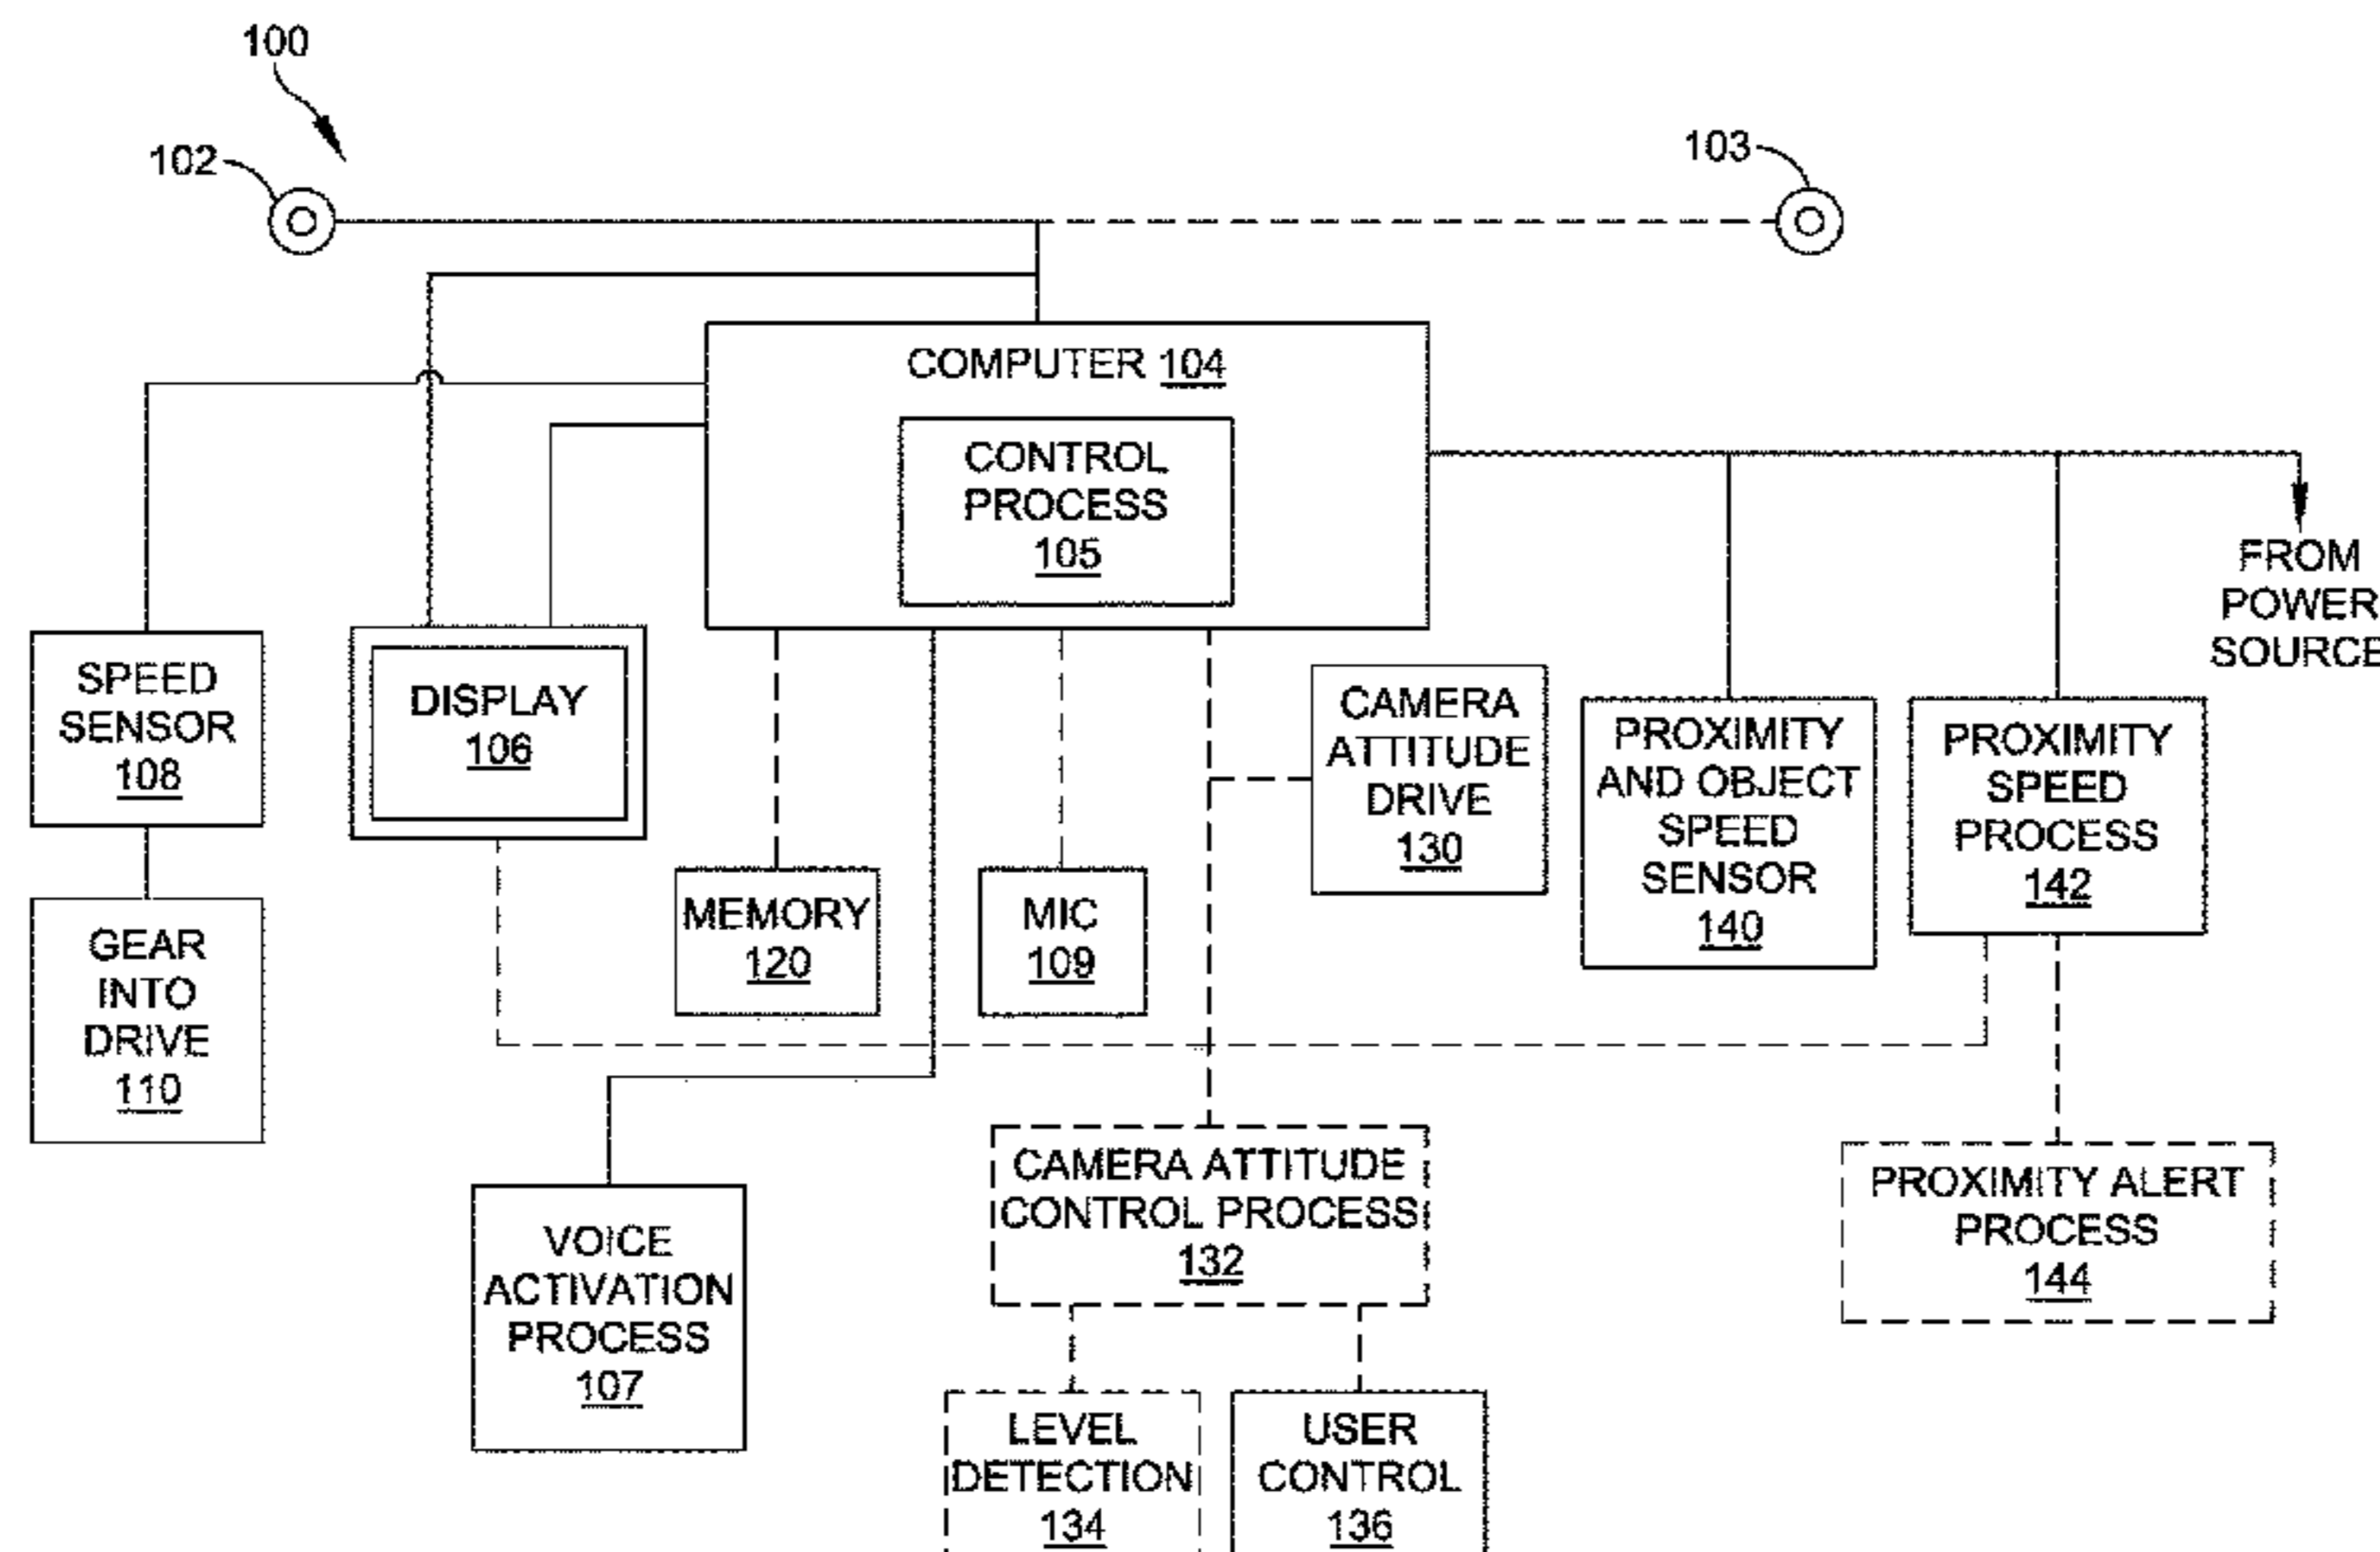 100
102
103
COMPUTER 104
CONTROL
PROCESS
105
FROM
POWER
SOURCE
SPEED
SENSOR
108
DISPLAY
106
CAMERA
ATTITUDE
DRIVE
130
PROXIMITY
AND OBJECT
SPEED
SENSOR
140
PROXIMITY
SPEED
PROCESS
142
GEAR
INTO
DRIVE
110
MEMORY
120
MIC
109
VOICE
ACTIVATION
PROCESS
107
CAMERA ATTITUDE
CONTROL PROCESS
132
PROXIMITY ALERT
PROCESS
144
LEVEL
DETECTION
134
USER
CONTROL
136